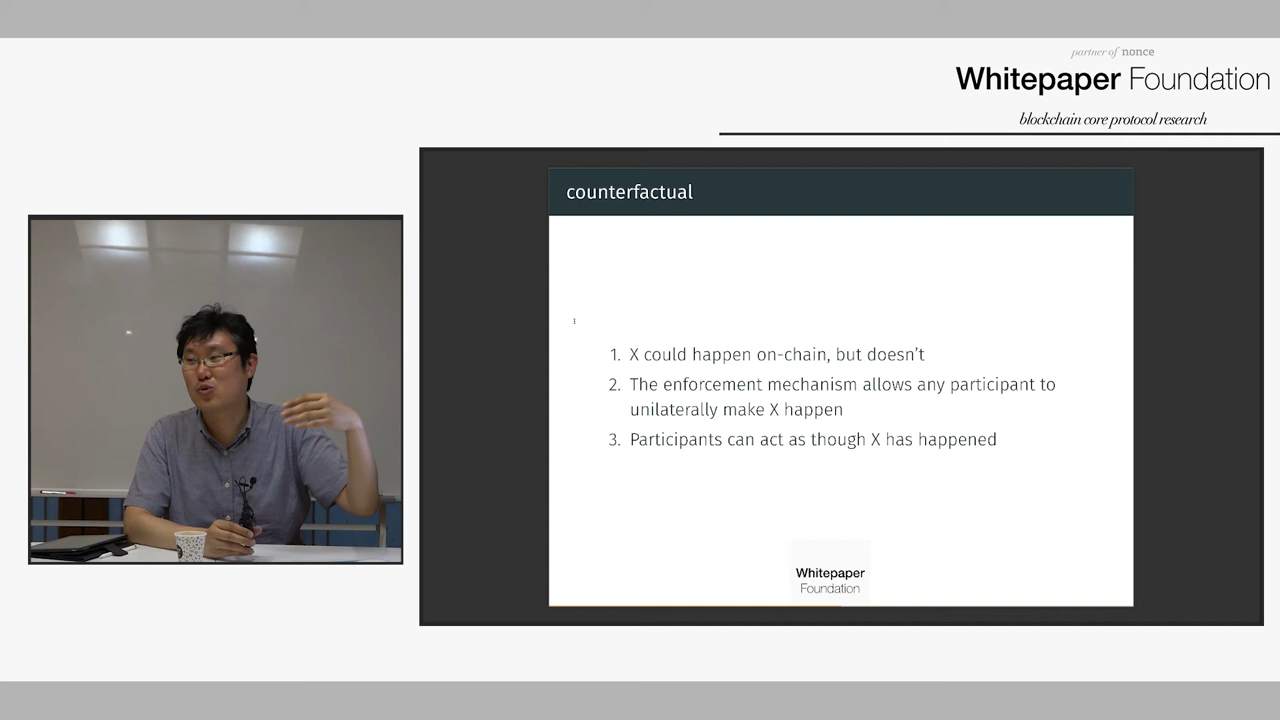 partner of nonce
Whitepaper Foundation
blockchain core protocol research
counterfactual
1. X could happen on-chain, but doesn't
2. The enforcement mechanism allows any participant to
unilaterally make X happen
3. Participants can act as though X has happened
Whitepaper
Foundation